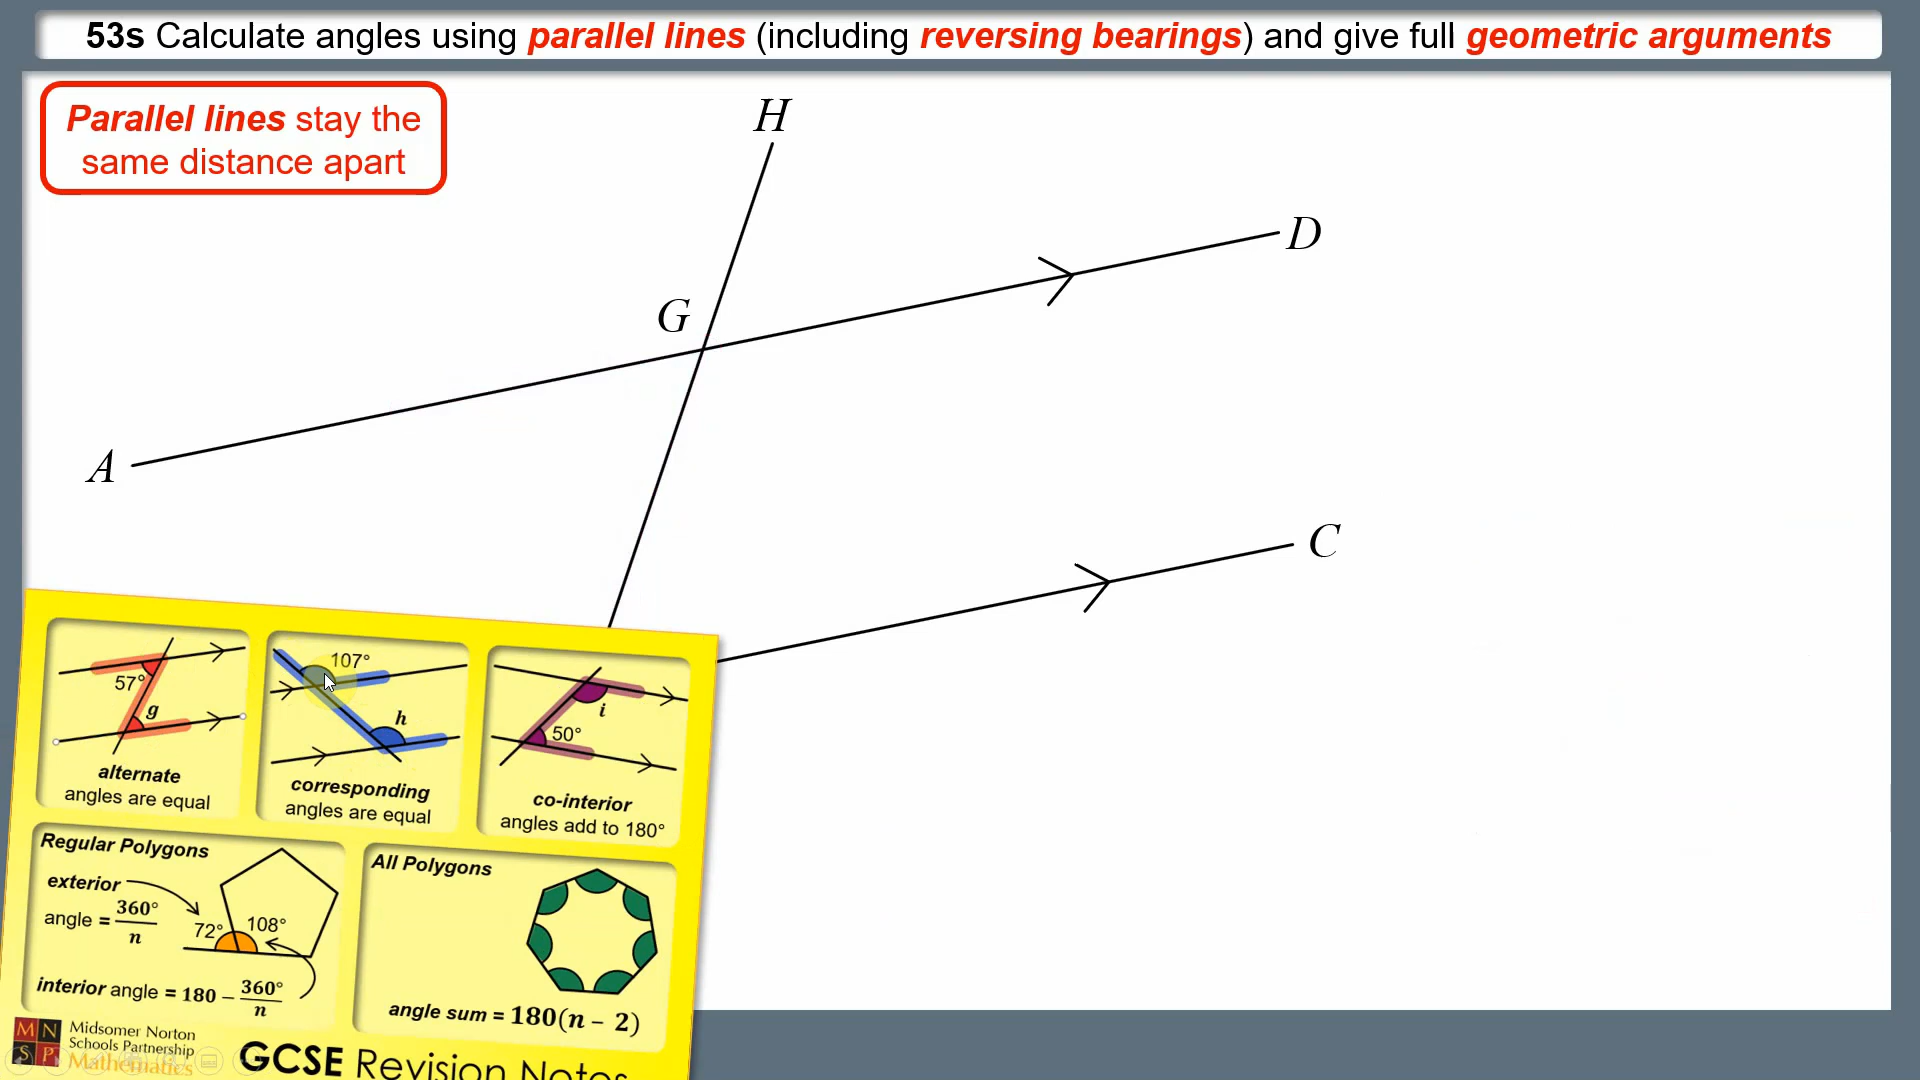 53s Calculate angles using parallel lines (including reversing bearings) and give full geometric arguments
Parallel lines stay the
same distance apart
H
D
G
A
C
57°
g
alternate
angles are equal
107°
h
corresponding
angles are equal
i
50°
co-interior
angles add to 180°
Regular Polygons
exterior
angle = 360°/n
72°
108°
interior angle = 180 – 360°/n
All Polygons
angle sum = 180(n – 2)
MN
SP
Midsomer Norton
Schools Partnership
Mathematics
GCSE Revision Notes